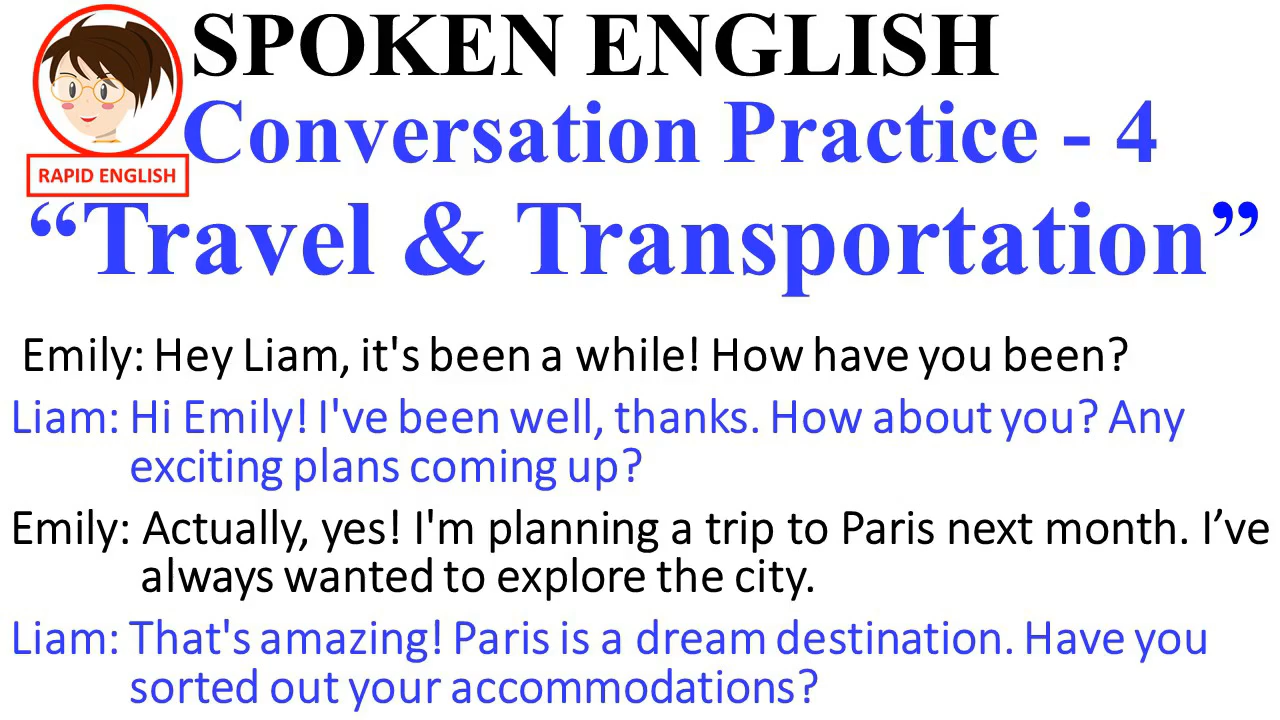 SPOKEN ENGLISH
Conversation Practice - 4
RAPID ENGLISH
“Travel & Transportation”
Emily: Hey Liam, it's been a while! How have you been?
Liam: Hi Emily! I've been well, thanks. How about you? Any
exciting plans coming up?
Emily: Actually, yes! I'm planning a trip to Paris next month. I’ve
always wanted to explore the city.
Liam: That's amazing! Paris is a dream destination. Have you
sorted out your accommodations?